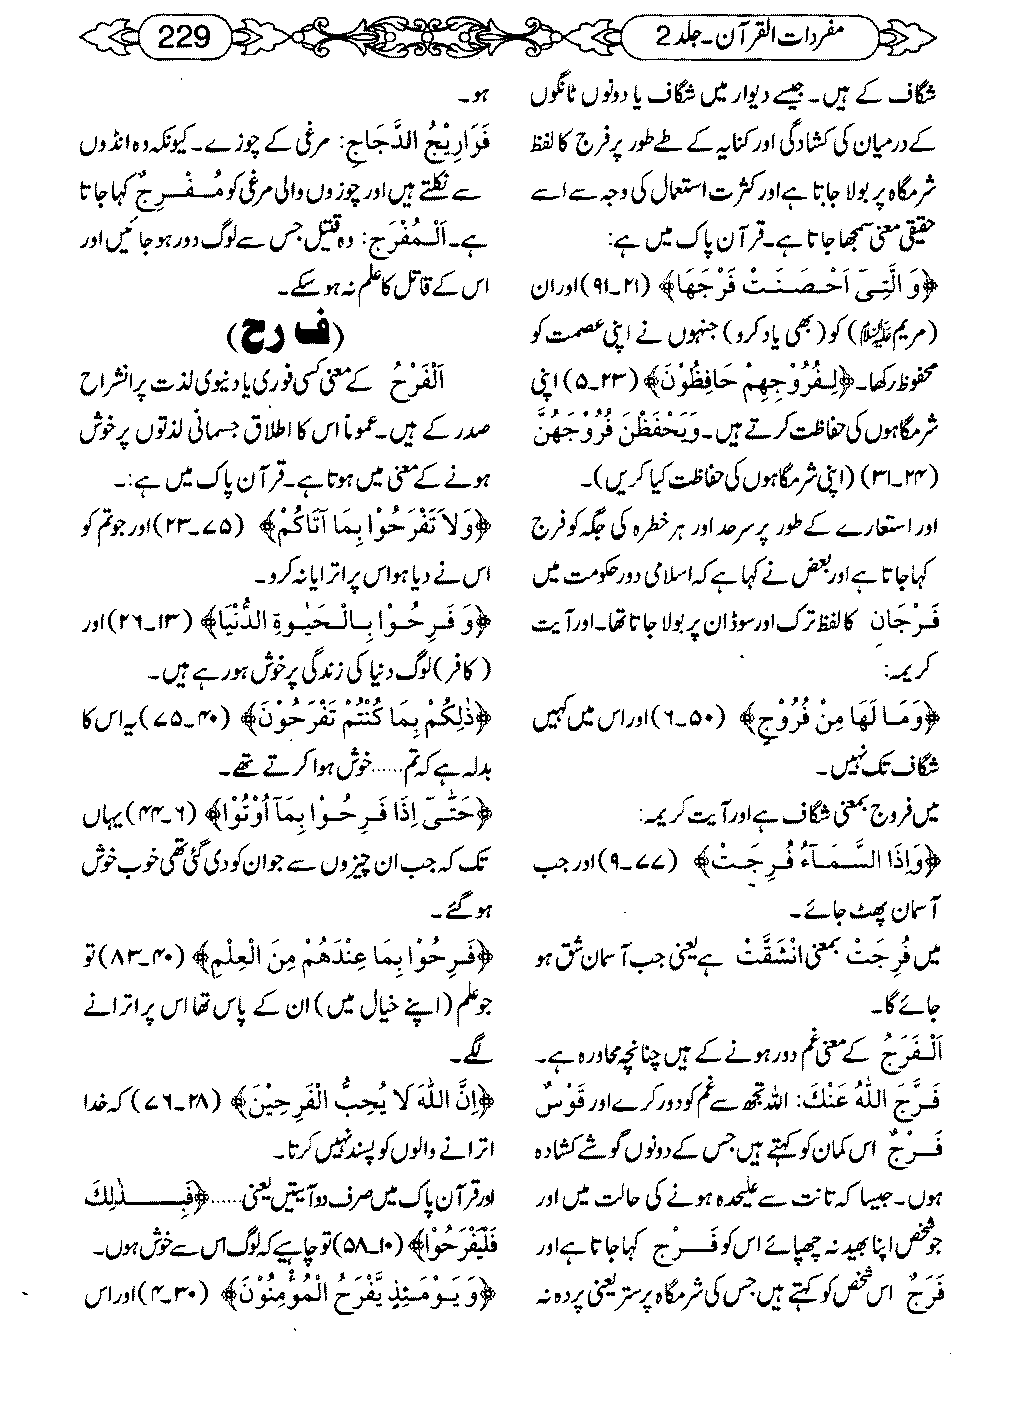 مفردات القرآن۔جلد 2
229
شگاف کے ہیں۔ جیسے دیوار میں شگاف یا دونوں ٹانگوں
کے درمیان کی کشادگی اور کنایہ کے طے طور پر فرج کا لفظ
شرمگاہ پر بولا جاتا ہے اور کثرت استعمال کی وجہ سے اسے
حقیقی معنی سمجھا جاتا ہے۔ قرآن پاک میں ہے:
﴿وَ الَّتِیۤ اَحْصَنَتْ فَرْجَهَا﴾ (۲۱۔۹۱) اور ان
(مریم علیہا السلام) کو (بھی یاد کرو) جنہوں نے اپنی عصمت کو
محفوظ رکھا۔ ﴿لِفُرُوْجِهِمْ حَافِظُوْنَ﴾ (۲۳۔۵) اپنی
شرمگاہوں کی حفاظت کرتے ہیں۔ وَيَحْفَظْنَ فُرُوْجَهُنَّ
(۲۴۔۳۱) (اپنی شرمگاہوں کی حفاظت کیا کریں)۔
اور استعارے کے طور پر سرحد اور ہر خطرہ کی جگہ کو فرج
کہا جاتا ہے اور بعض نے کہا ہے کہ اسلامی دور حکومت میں
فَرْجَان کا لفظ ترک اور سوڈان پر بولا جاتا تھا۔ اور آیت
کریمہ:
﴿وَمَا لَهَا مِنْ فُرُوْجٍ﴾ (۵۰۔۶) اور اس میں کہیں
شگاف تک نہیں۔
میں فروج بمعنی شگاف ہے اور آیت کریمہ:
﴿وَاِذَا السَّمَآءُ فُرِجَتْ﴾ (۷۷۔۹) اور جب
آسمان پھٹ جائے۔
میں فُرِجَتْ بمعنی اِنْشَقَّتْ ہے یعنی جب آسمان شق ہو
جائے گا۔
اَلْفَرَجُ کے معنی غم دور ہونے کے ہیں چنانچہ محاورہ ہے۔
فَرَّجَ اللّٰهُ عَنْكَ: اللہ تجھ سے غم کو دور کرے اور قَوْسٌ
فَرْجٌ اس کمان کو کہتے ہیں جس کے دونوں گوشے کشادہ
ہوں۔ جیسا کہ تانت سے علیحدہ ہونے کی حالت میں اور
جو شخص اپنا بھید نہ چھپائے اس کو فَرْج کہا جاتا ہے اور
فَرَجٌ اس شخص کو کہتے ہیں جس کی شرمگاہ پر ستر یعنی پردہ نہ
ہو۔
فَرَارِيْجُ الدَّجَاجِ: مرغی کے چوزے۔ کیونکہ وہ انڈوں
سے نکلتے ہیں اور چوزوں والی مرغی کو مُفْرِجٌ کہا جاتا
ہے۔ اَلْمُفْرَجِ: وہ قتیل جس سے لوگ دور ہو جائیں اور
اس کے قاتل کا علم نہ ہو سکے۔
(ف رح)
اَلْفَرْحُ کے معنی کسی فوری یا دنیوی لذت پر انشراح
صدر کے ہیں۔ عموماً اس کا اطلاق جسمانی لذتوں پر خوش
ہونے کے معنی میں ہوتا ہے۔ قرآن پاک میں ہے:۔
﴿وَلَا تَفْرَحُوْا بِمَا آتَاكُمْ﴾ (۷۵۔۲۳) اور جو تم کو
اس نے دیا ہو اس پر اترایا نہ کرو۔
﴿وَ فَرِحُوْا بِالْحَيٰوةِ الدُّنْيَا﴾ (۱۳۔۲۶) اور
(کافر) لوگ دنیا کی زندگی پر خوش ہو رہے ہیں۔
﴿ذٰلِكُمْ بِمَا كُنْتُمْ تَفْرَحُوْنَ﴾ (۴۰۔۷۵) یہ اس کا
بدلہ ہے کہ تم..... خوش ہوا کرتے تھے۔
﴿حَتّٰىۤ اِذَا فَرِحُوْا بِمَاۤ اُوْتُوْا﴾ (۶۔۴۴) یہاں
تک کہ جب ان چیزوں سے جو ان کو دی گئی تھی خوب خوش
ہو گئے۔
﴿فَرِحُوْا بِمَا عِنْدَهُمْ مِنَ الْعِلْمِ﴾ (۴۰۔۸۳) تو
جو علم (اپنے خیال میں) ان کے پاس تھا اس پر اترانے
لگے۔
﴿اِنَّ اللّٰهَ لَا يُحِبُّ الْفَرِحِيْنَ﴾ (۲۸۔۷۶) کہ خدا
اترانے والوں کو پسند نہیں کرتا۔
اور قرآن پاک میں صرف دو آیتیں یعنی ..... ﴿فَبِذٰلِكَ
فَلْيَفْرَحُوْا﴾ (۱۰۔۵۸) تو چاہیے کہ لوگ اس سے خوش ہوں۔
﴿وَ يَوْمَئِذٍ يَّفْرَحُ الْمُؤْمِنُوْنَ﴾ (۳۰۔۴) اور اس